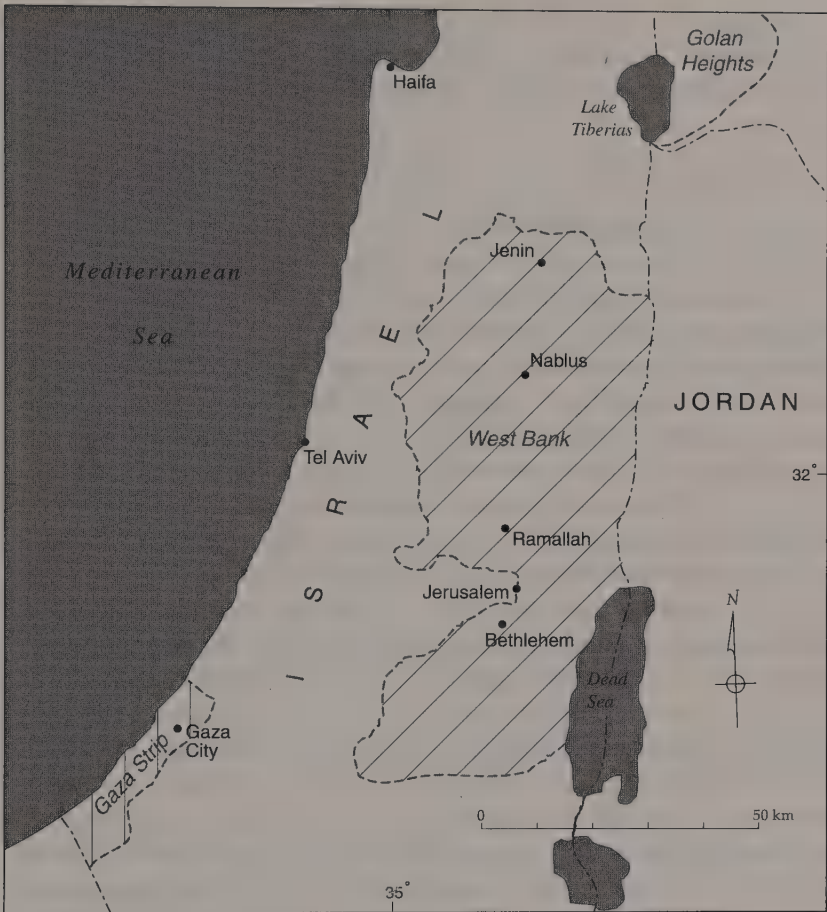 Golan
Heights
Haifa
Lake
Tiberias
Mediterranean
Sea
ISRAEL
Jenin
Nablus
JORDAN
West Bank
Tel Aviv
32°
Ramallah
Jerusalem
Bethlehem
N
Dead
Sea
Gaza
City
Gaza Strip
0 50 km
35°